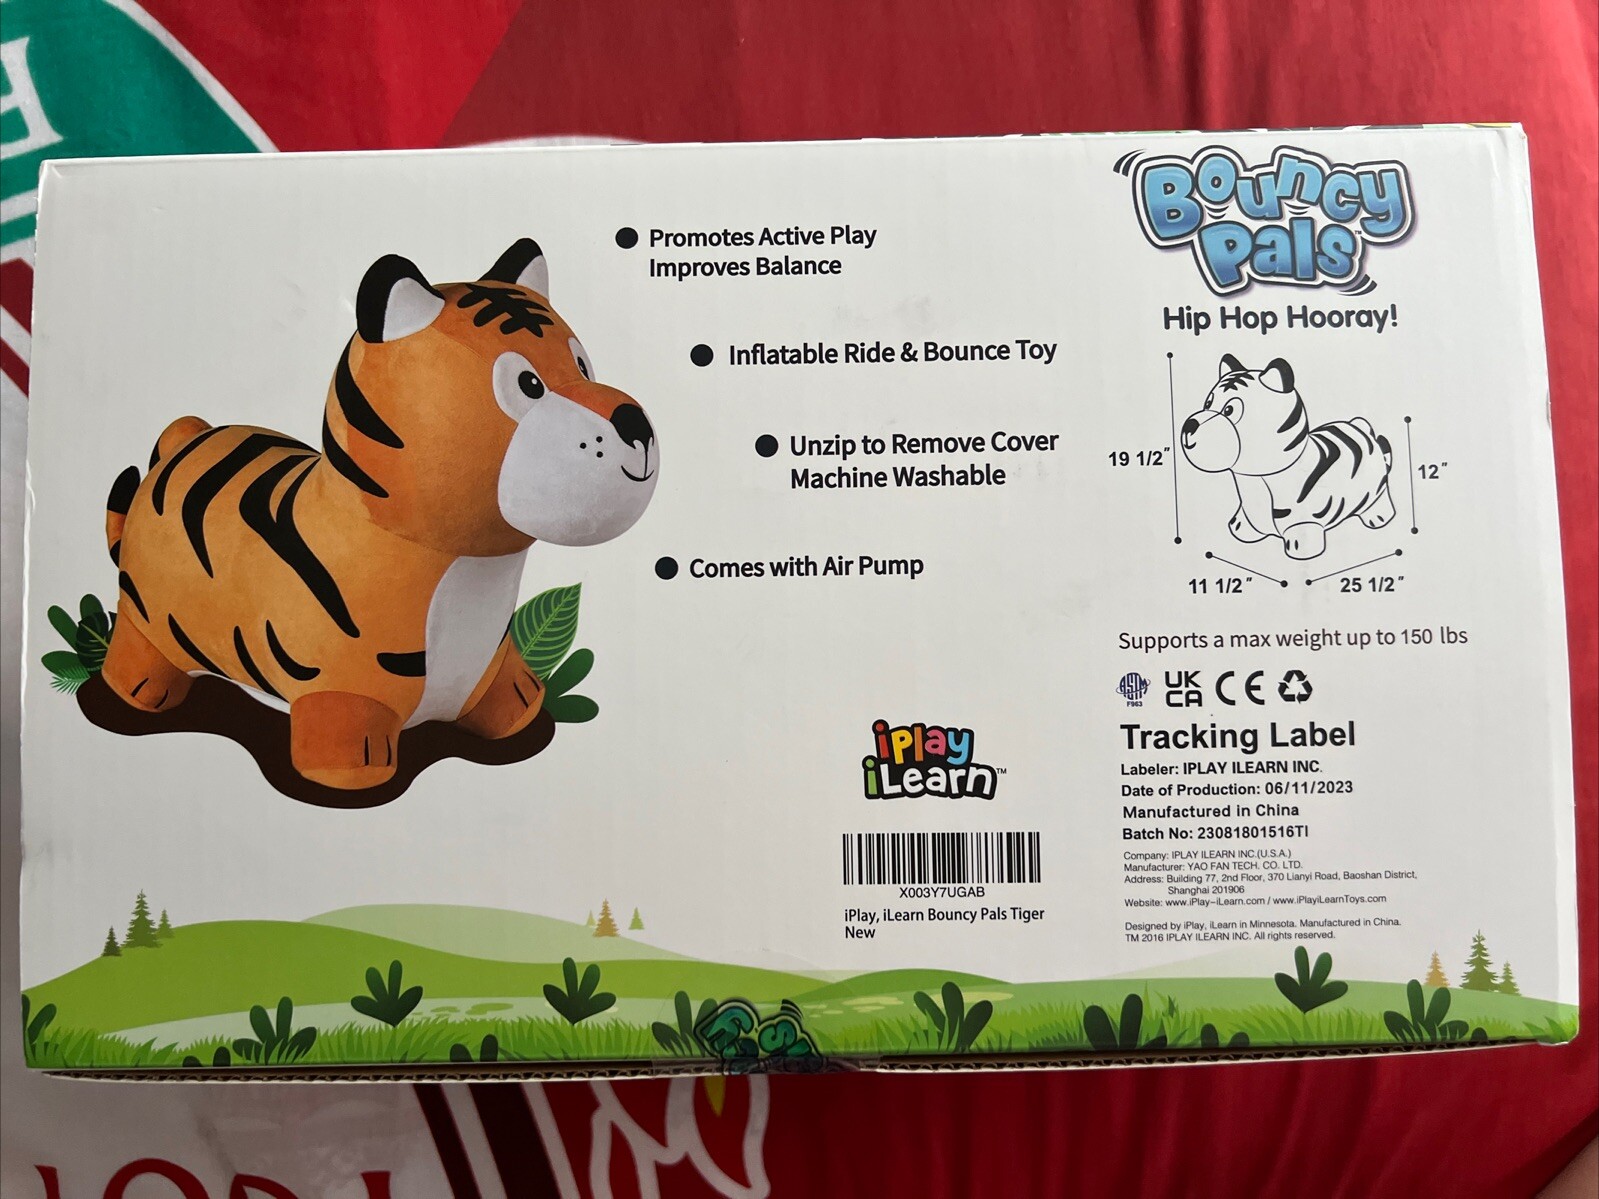 Promotes Active Play
Improves Balance
Inflatable Ride & Bounce Toy
Unzip to Remove Cover
Machine Washable
Comes with Air Pump
Bouncy
Pals™
Hip Hop Hooray!
19 1/2"
12"
11 1/2"
25 1/2"
Supports a max weight up to 150 lbs
ASTM
F963
UK
CA
CE
Tracking Label
Labeler: IPLAY ILEARN INC.
Date of Production: 06/11/2023
Manufactured in China
Batch No: 23081801516TI
Company: IPLAY ILEARN INC.(U.S.A.)
Manufacturer: YAO FAN TECH. CO. LTD.
Address: Building 77, 2nd Floor, 370 Lianyi Road, Baoshan District,
Shanghai 201906
Website: www.iPlay-iLearn.com / www.iPlayiLearnToys.com
Designed by iPlay, iLearn in Minnesota. Manufactured in China.
TM 2016 IPLAY ILEARN INC. All rights reserved.
iPlay
iLearn™
X003Y7UGAB
iPlay, iLearn Bouncy Pals Tiger
New